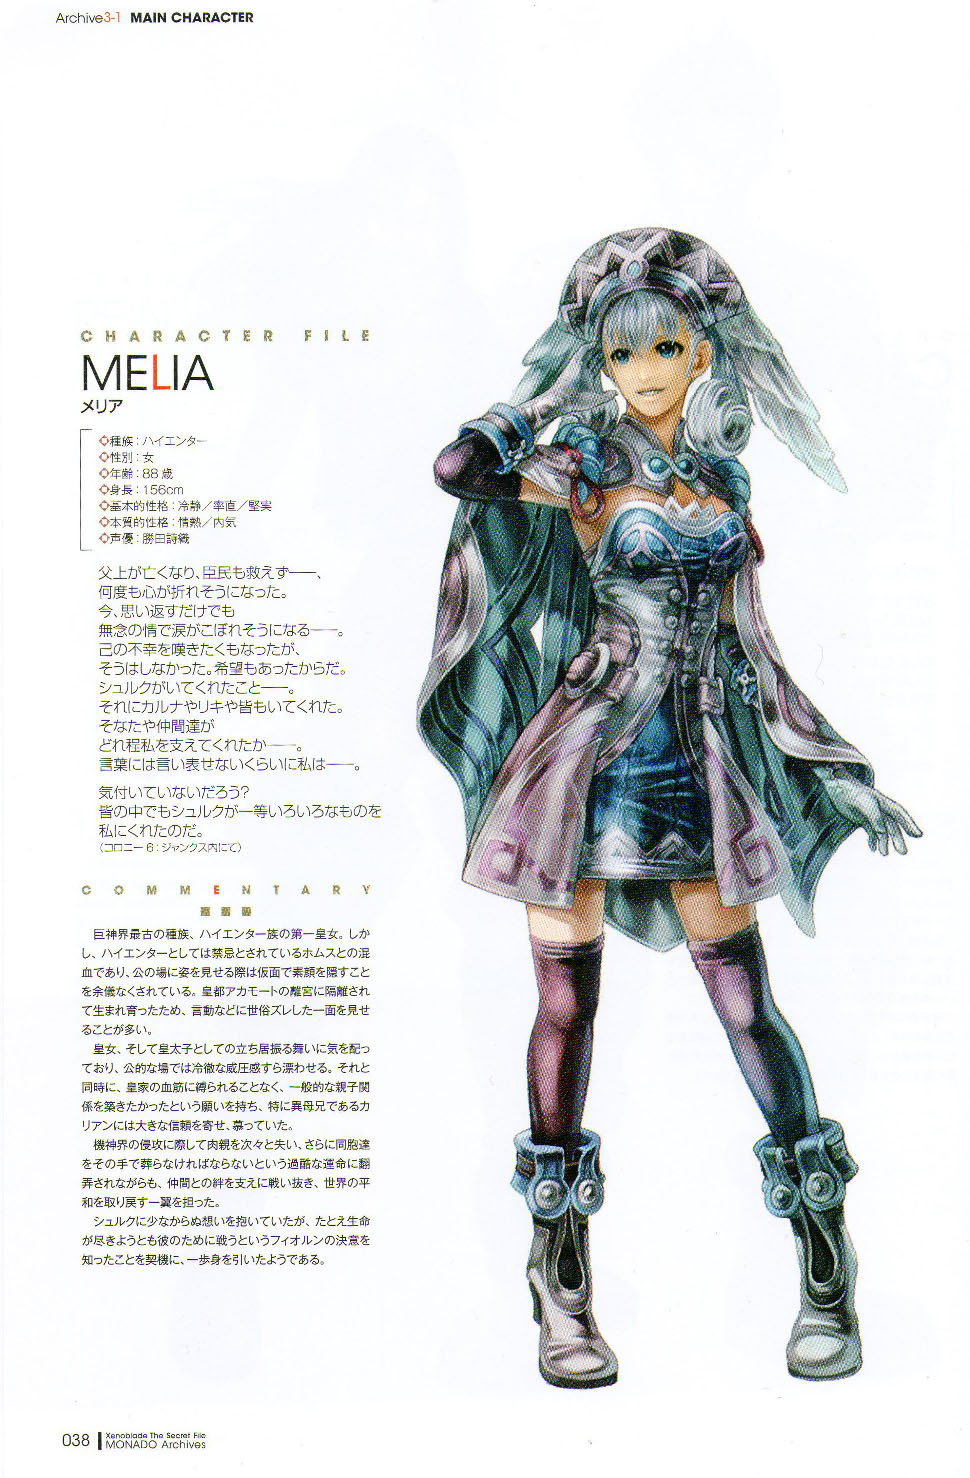 Archive3-1 MAIN CHARACTER
CHARACTER FILE
MELIA
メリア
◇種族：ハイエンター
◇性別：女
◇年齢：88歳
◇身長：156cm
◇基本的性格：冷静／率直／堅実
◇本質的性格：情熱／内気
◇声優：勝田詩織
父上が亡くなり、臣民も救えず――、
何度も心が折れそうになった。
今、思い返すだけでも
無念の情で涙がこぼれそうになる――。
己の不幸を嘆きたくもなったが、
そうはしなかった。希望もあったからだ。
シュルクがいてくれたこと――。
それにカルナやリキや皆もいてくれた。
そなたや仲間達が
どれ程私を支えてくれたか――。
言葉には言い表せないくらいに私は――。
気付いていないだろう？
皆の中でもシュルクが一等いろいろなものを
私にくれたのだ。
（コロニー6：ジャンクス内にて）
COMMENTARY
巨神界最古の種族、ハイエンター族の第一皇女。しか
し、ハイエンターとしては禁忌とされているホムスとの混
血であり、公の場に姿を見せる際は仮面で素顔を隠すこと
を余儀なくされている。皇都アカモートの離宮に隔離され
て生まれ育ったため、言動などに世俗ズレした一面を見せ
ることが多い。
皇女、そして皇太子としての立ち居振る舞いに気を配っ
ており、公的な場では冷徹な威圧感すら漂わせる。それと
同時に、皇家の血筋に縛られることなく、一般的な親子関
係を築きたかったという願いを持ち、特に異母兄であるカ
リアンには大きな信頼を寄せ、慕っていた。
機神界の侵攻に際して肉親を次々と失い、さらに同胞達
をその手で葬らなければならないという過酷な運命に翻
弄されながらも、仲間との絆を支えに戦い抜き、世界の平
和を取り戻す一翼を担った。
シュルクに少なからぬ想いを抱いていたが、たとえ生命
が尽きようとも彼のために戦うというフィオルンの決意を
知ったことを契機に、一歩身を引いたようである。
038 Xenoblade The Secret File
MONADO Archives